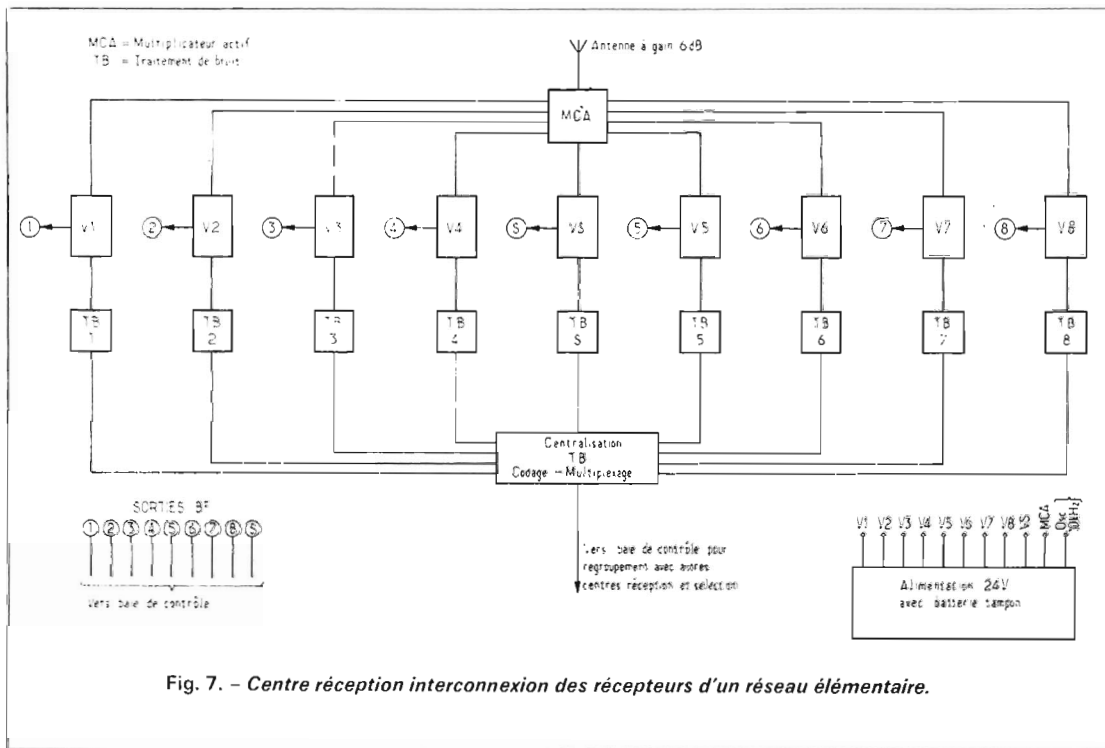 MCA = Multiplicateur actif
TB = Traitement de bruit
Antenne à gain 6dB
MCA
1 V1 2 V2 3 V3 4 V4 S VS 5 V5 6 V6 7 V7 8 V8
TB TB TB TB TB TB TB TB TB
1 2 3 4 S 5 6 7 8
Centralisation
TB
Codage - Multiplexage
SORTIES BF
1 2 3 4 5 6 7 8 S
Vers baie de contrôle
Vers baie de contrôle pour
regroupement avec autres
centres réception et sélection
V1 V2 V3 V4 V5 V6 V7 V8 VS MCA Osc
Alimentation 24V
avec batterie tampon
Fig. 7. – Centre réception interconnexion des récepteurs d'un réseau élémentaire.